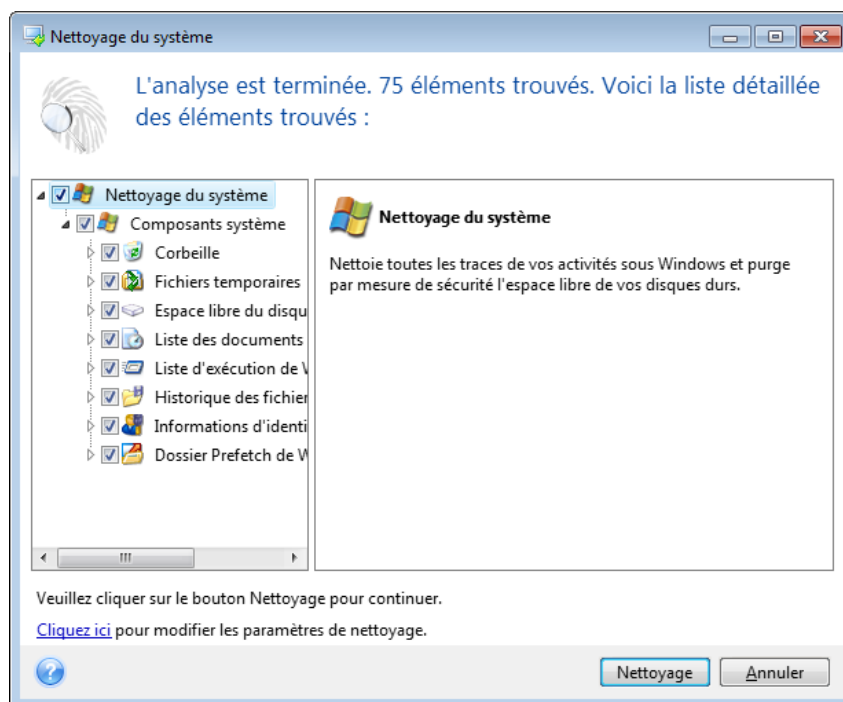 Nettoyage du système
L'analyse est terminée. 75 éléments trouvés. Voici la liste détaillée
des éléments trouvés :
Nettoyage du système
Composants système
Corbeille
Fichiers temporaires
Espace libre du disqu
Liste des documents
Liste d'exécution de
Historique des fichier
Informations d'identi
Dossier Prefetch de
Nettoyage du système
Nettoie toutes les traces de vos activités sous Windows et purge
par mesure de sécurité l'espace libre de vos disques durs.
Veuillez cliquer sur le bouton Nettoyage pour continuer.
Cliquez ici pour modifier les paramètres de nettoyage.
Nettoyage
Annuler